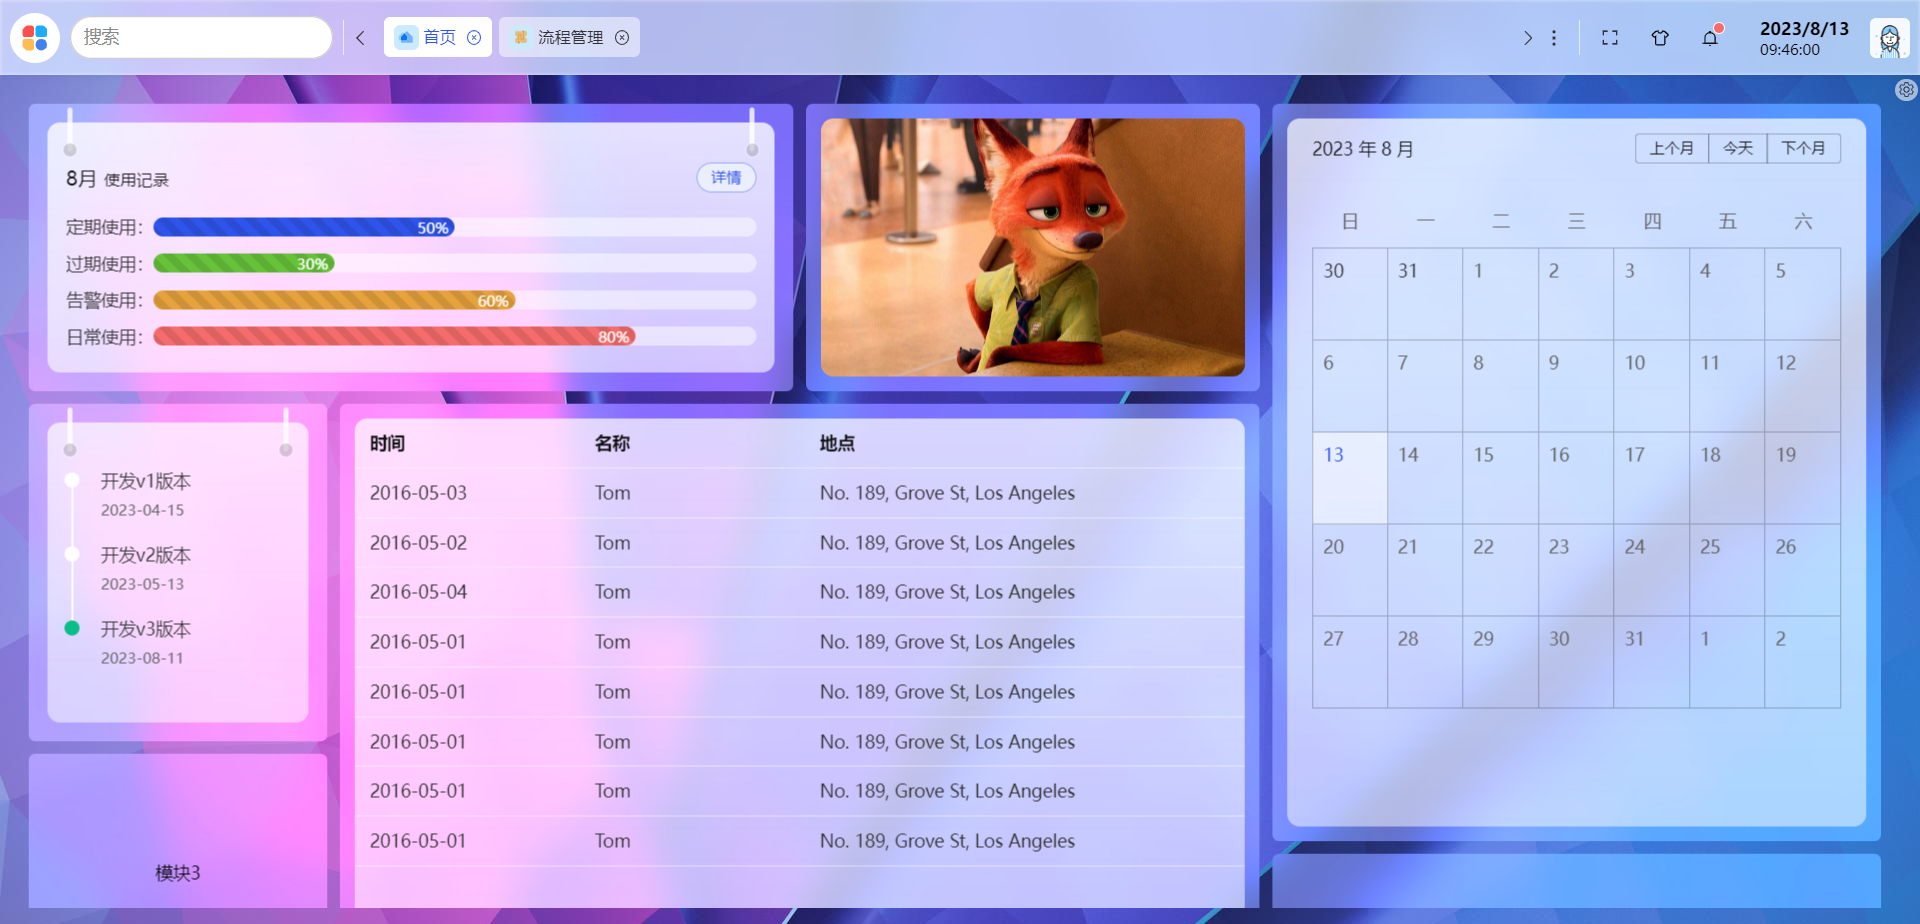 搜索
首页
流程管理
2023/8/13
09:46:00
8月 使用记录
详情
定期使用：
50%
过期使用：
30%
告警使用：
60%
日常使用：
80%
开发v1版本
2023-04-15
开发v2版本
2023-05-13
开发v3版本
2023-08-11
模块3
时间 名称 地点
2016-05-03 Tom No. 189, Grove St, Los Angeles
2016-05-02 Tom No. 189, Grove St, Los Angeles
2016-05-04 Tom No. 189, Grove St, Los Angeles
2016-05-01 Tom No. 189, Grove St, Los Angeles
2016-05-01 Tom No. 189, Grove St, Los Angeles
2016-05-01 Tom No. 189, Grove St, Los Angeles
2016-05-01 Tom No. 189, Grove St, Los Angeles
2016-05-01 Tom No. 189, Grove St, Los Angeles
2023 年 8 月
上个月 今天 下个月
日 一 二 三 四 五 六
30 31 1 2 3 4 5
6 7 8 9 10 11 12
13 14 15 16 17 18 19
20 21 22 23 24 25 26
27 28 29 30 31 1 2